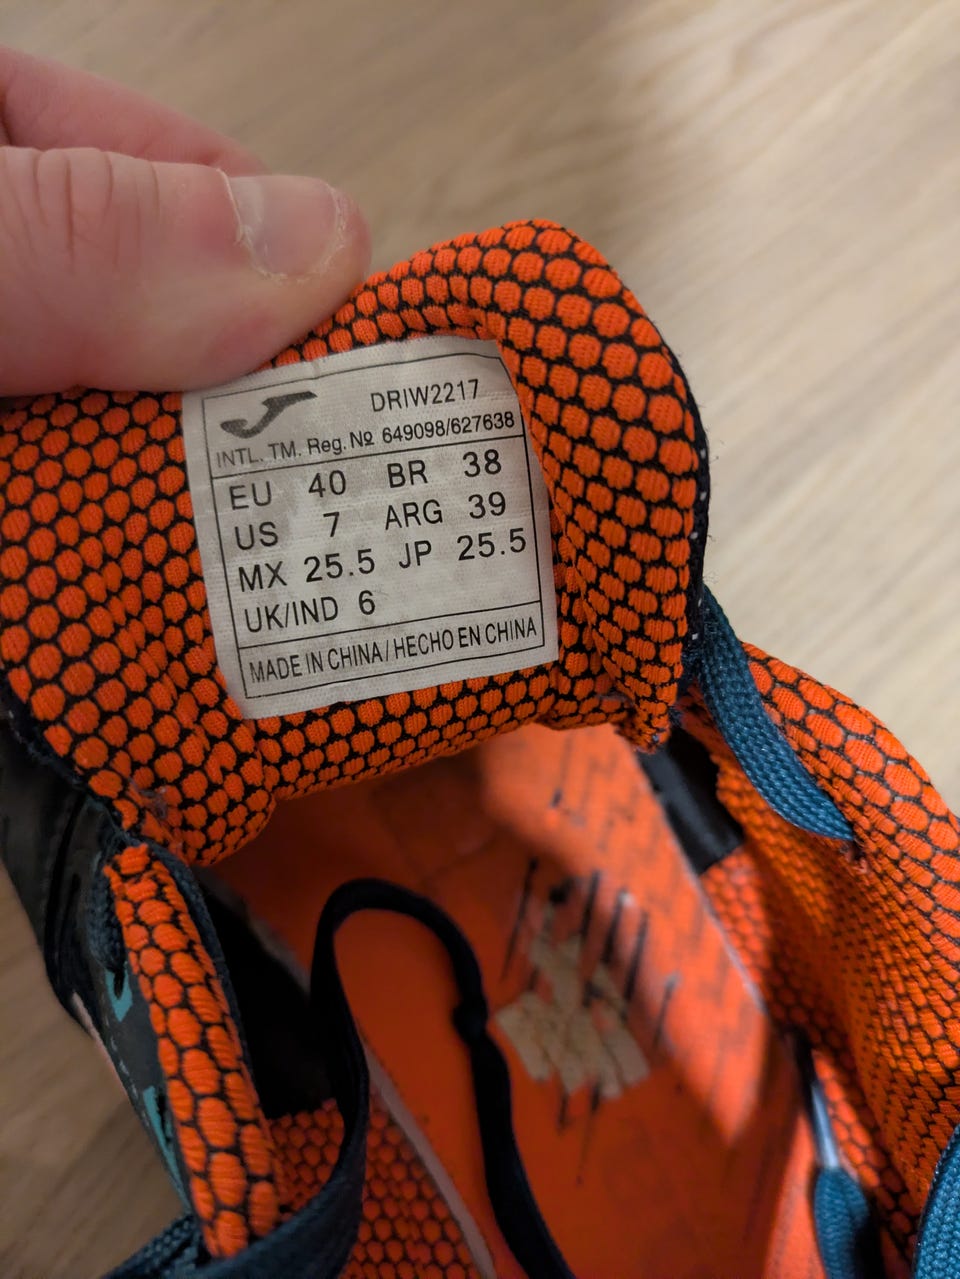 DRIW2217
INTL. TM. Reg. № 649098/627638
EU 40 BR 38
US 7 ARG 39
MX 25.5 JP 25.5
UK/IND 6
MADE IN CHINA / HECHO EN CHINA